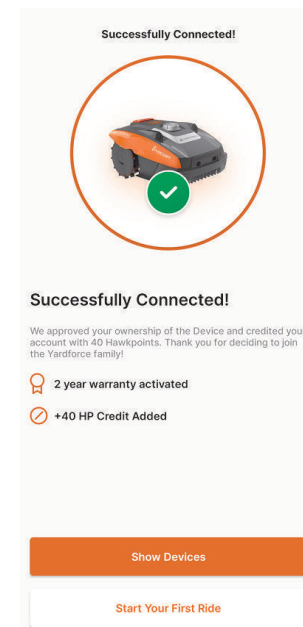 Successfully Connected!
Successfully Connected!
We approved your ownership of the Device and credited you
account with 40 Hawkpoints. Thank you for deciding to join
the Yardforce family!
2 year warranty activated
+40 HP Credit Added
Show Devices
Start Your First Ride